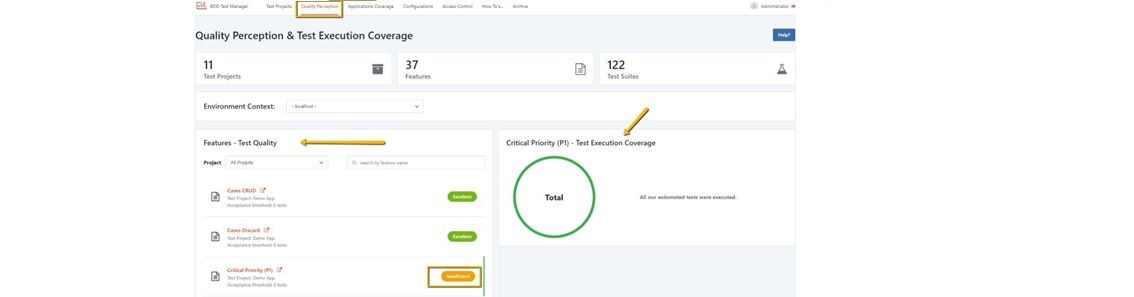 BDD Test Manager Test Projects Quality Perception Applications Coverage Configurations Access Control How To's... Archive Administrator
Quality Perception & Test Execution Coverage Help?
11 37 122
Test Projects Features Test Suites
Environment Context: - localhost -
Features - Test Quality Critical Priority (P1) - Test Execution Coverage
Project All Projects search by feature name
Cases CRUD Excellent
Test Project: Demo App
Acceptance threshold: 0 tests
Total All our automated tests were executed.
Cases Discard Excellent
Test Project: Demo App
Acceptance threshold: 0 tests
Critical Priority (P1) Insufficient
Test Project: Demo App
Acceptance threshold: 0 tests